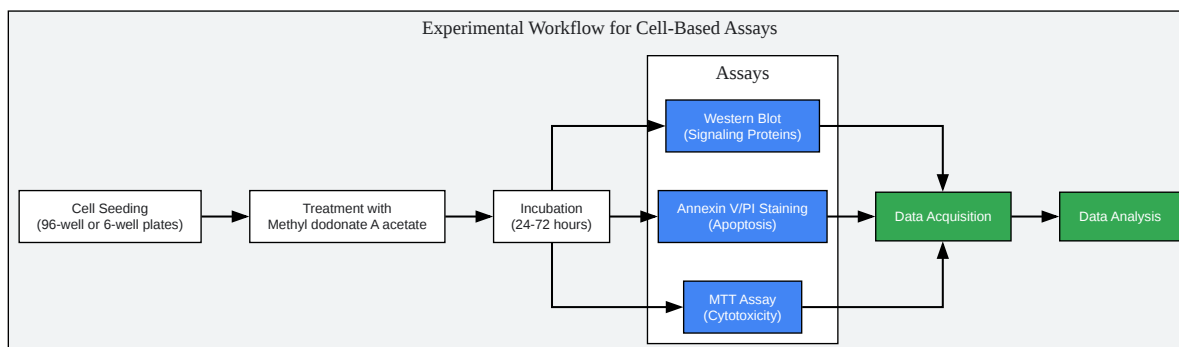 Experimental Workflow for Cell-Based Assays
Assays
Western Blot
(Signaling Proteins)
Cell Seeding
(96-well or 6-well plates)
Treatment with
Methyl dodonate A acetate
Incubation
(24-72 hours)
Annexin V/PI Staining
(Apoptosis)
Data Acquisition
Data Analysis
MTT Assay
(Cytotoxicity)